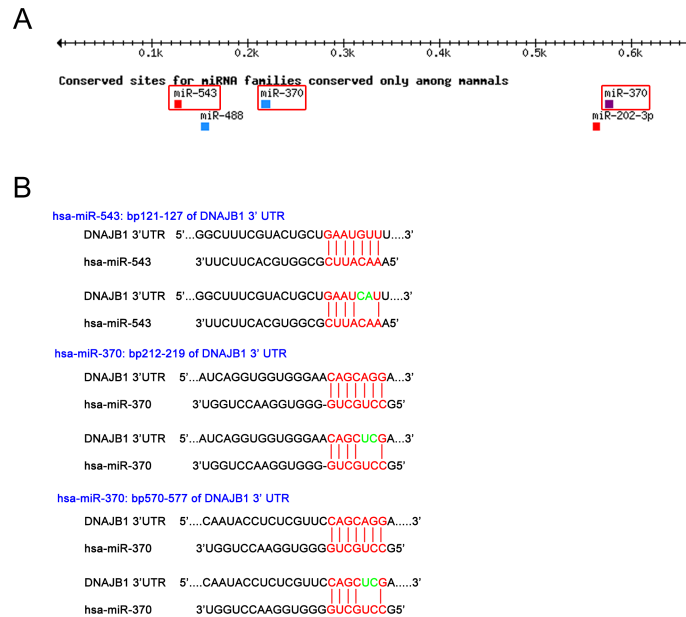 A
0.1k 0.2k 0.3k 0.4k 0.5k 0.6k
Conserved sites for miRNA families conserved only among mammals
miR-543 miR-370 miR-370
miR-488 miR-202-3p
B
hsa-miR-543: bp121-127 of DNAJB1 3' UTR
DNAJB1 3'UTR 5'...GGCUUUCGUACUGCUGAAUGUUU....3'
hsa-miR-543 3'UUCUUCACGUGGCGCUUACAAA5'
DNAJB1 3'UTR 5'...GGCUUUCGUACUGCUGAAUCAUU....3'
hsa-miR-543 3'UUCUUCACGUGGCGCUUACAAA5'
hsa-miR-370: bp212-219 of DNAJB1 3' UTR
DNAJB1 3'UTR 5'...AUCAGGUGGUGGGAACAGCAGGA...3'
hsa-miR-370 3'UGGUCCAAGGUGGG-GUCGUCCG5'
DNAJB1 3'UTR 5'...AUCAGGUGGUGGGAACAGCUCGA...3'
hsa-miR-370 3'UGGUCCAAGGUGGG-GUCGUCCG5'
hsa-miR-370: bp570-577 of DNAJB1 3' UTR
DNAJB1 3'UTR 5'....CAAUACCUCUCGUUCCAGCAGGA.....3'
hsa-miR-370 3'UGGUCCAAGGUGGGGUCGUCCG5'
DNAJB1 3'UTR 5'....CAAUACCUCUCGUUCCAGCUCGA.....3'
hsa-miR-370 3'UGGUCCAAGGUGGGGUCGUCCG5'